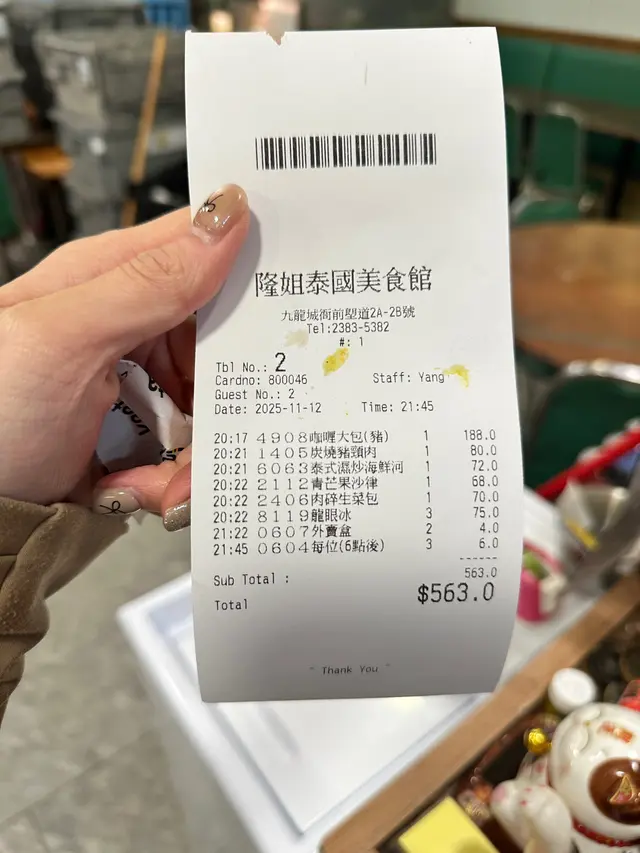 隆姐泰國美食館
九龍城衙前塱道2A-2B號
Tel:2383-5382
#: 1
Tbl No.: 2
Cardno: 800046 Staff: Yang
Guest No.: 2
Date: 2025-11-12 Time: 21:45
20:17 4908咖喱大包(豬) 1 188.0
20:21 1405炭燒豬頸肉 1 80.0
20:21 6063泰式濕炒海鮮河 1 72.0
20:22 2112青芒果沙律 1 68.0
20:22 2406肉碎生菜包 1 70.0
20:22 8119龍眼冰 3 75.0
21:22 0607外賣盒 2 4.0
21:45 0604每位(6點後) 3 6.0
------
Sub Total : 563.0
Total $563.0
" Thank You "